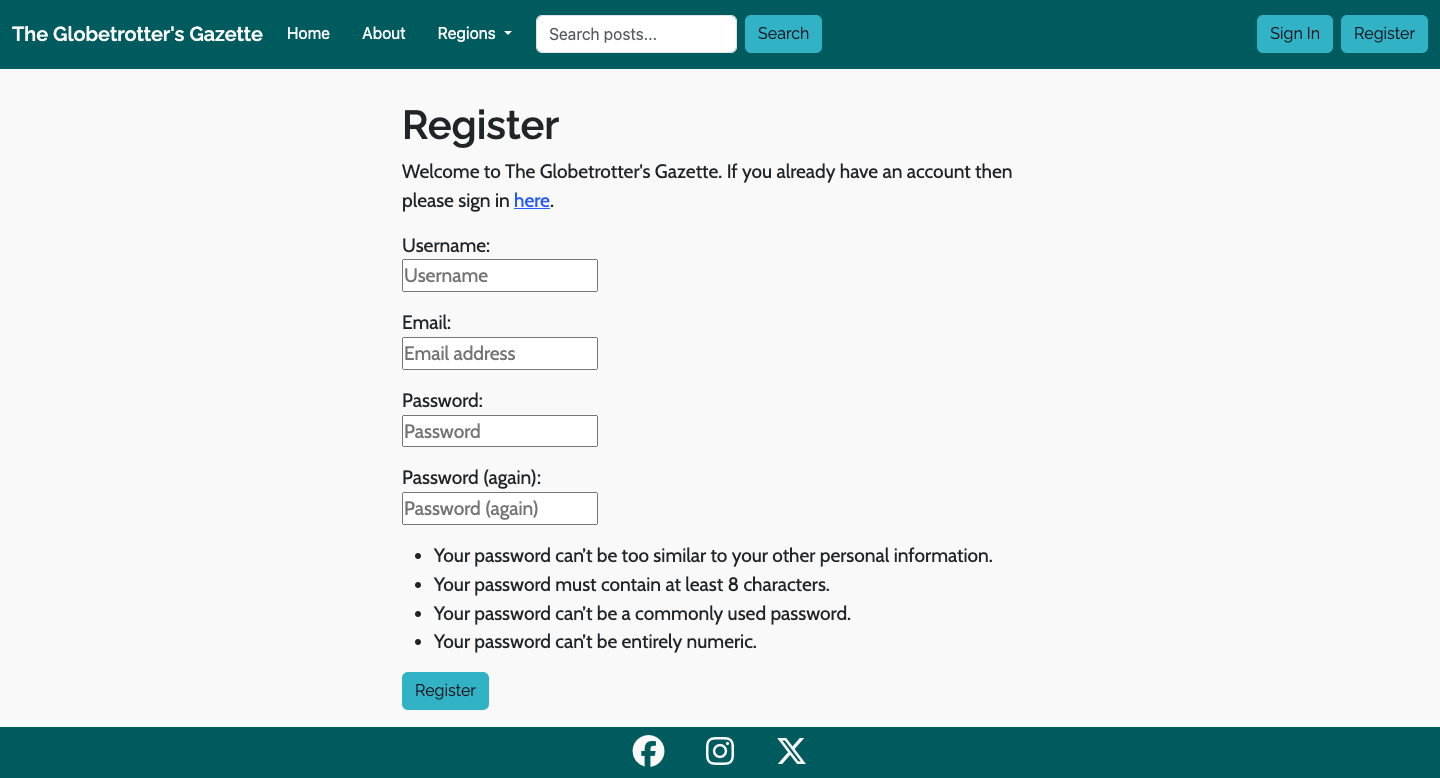 The Globetrotter's Gazette Home About Regions Search posts... Search Sign In Register
Register
Welcome to The Globetrotter's Gazette. If you already have an account then
please sign in here.
Username:
Username
Email:
Email address
Password:
Password
Password (again):
Password (again)
• Your password can't be too similar to your other personal information.
• Your password must contain at least 8 characters.
• Your password can't be a commonly used password.
• Your password can't be entirely numeric.
Register